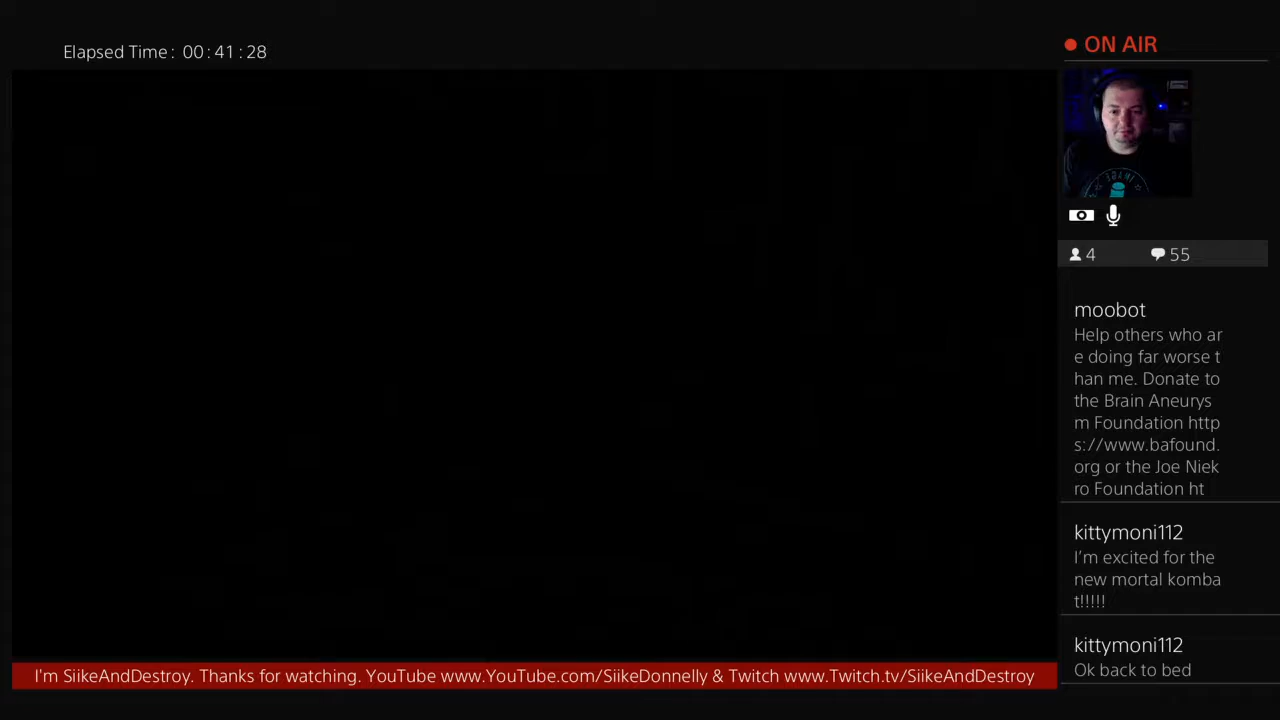 Elapsed Time: 00:41:28
ON AIR
4 55
moobot
Help others who ar
e doing far worse t
han me. Donate to
the Brain Aneurys
m Foundation http
s://www.bafound.
org or the Joe Niek
ro Foundation ht
kittymoni112
I'm excited for the
new mortal komba
t!!!!!
kittymoni112
Ok back to bed
I'm SiikeAndDestroy. Thanks for watching. YouTube www.YouTube.com/SiikeDonnelly & Twitch www.Twitch.tv/SiikeAndDestroy